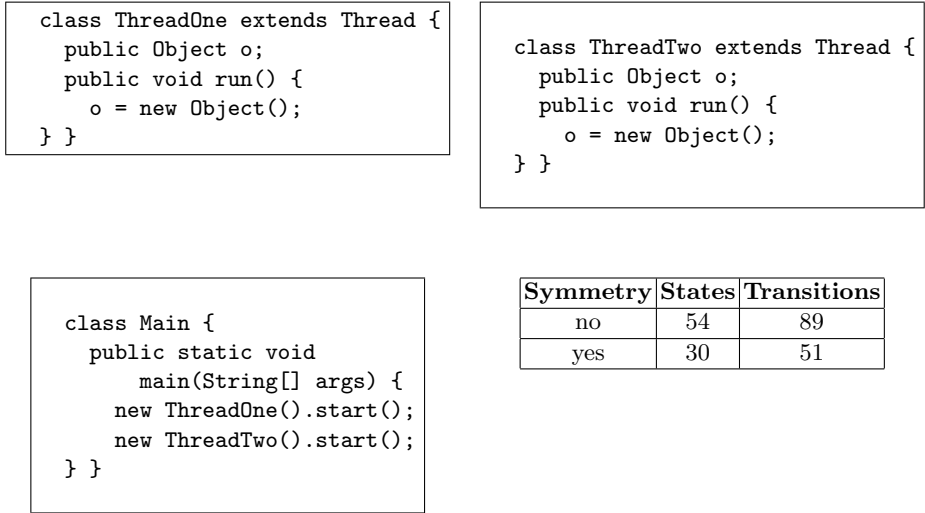 class ThreadOne extends Thread {
  public Object o;
  public void run() {
    o = new Object();
} }
class ThreadTwo extends Thread {
  public Object o;
  public void run() {
    o = new Object();
} }
class Main {
  public static void
      main(String[] args) {
    new ThreadOne().start();
    new ThreadTwo().start();
} }
Symmetry States Transitions
no 54 89
yes 30 51